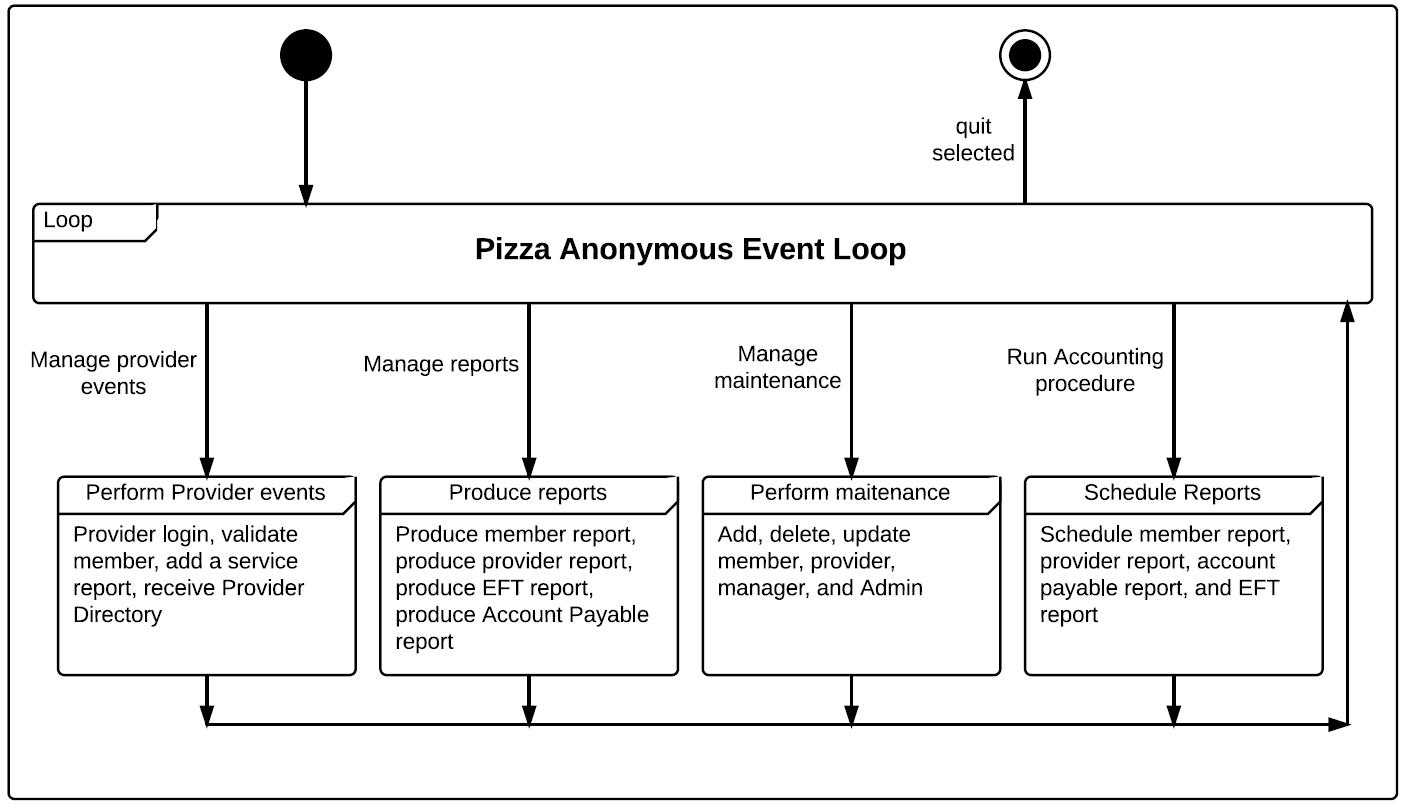 quit
selected
Loop
Pizza Anonymous Event Loop
Manage provider
events
Manage reports
Manage
maintenance
Run Accounting
procedure
Perform Provider events
Provider login, validate
member, add a service
report, receive Provider
Directory
Produce reports
Produce member report,
produce provider report,
produce EFT report,
produce Account Payable
report
Perform maitenance
Add, delete, update
member, provider,
manager, and Admin
Schedule Reports
Schedule member report,
provider report, account
payable report, and EFT
report